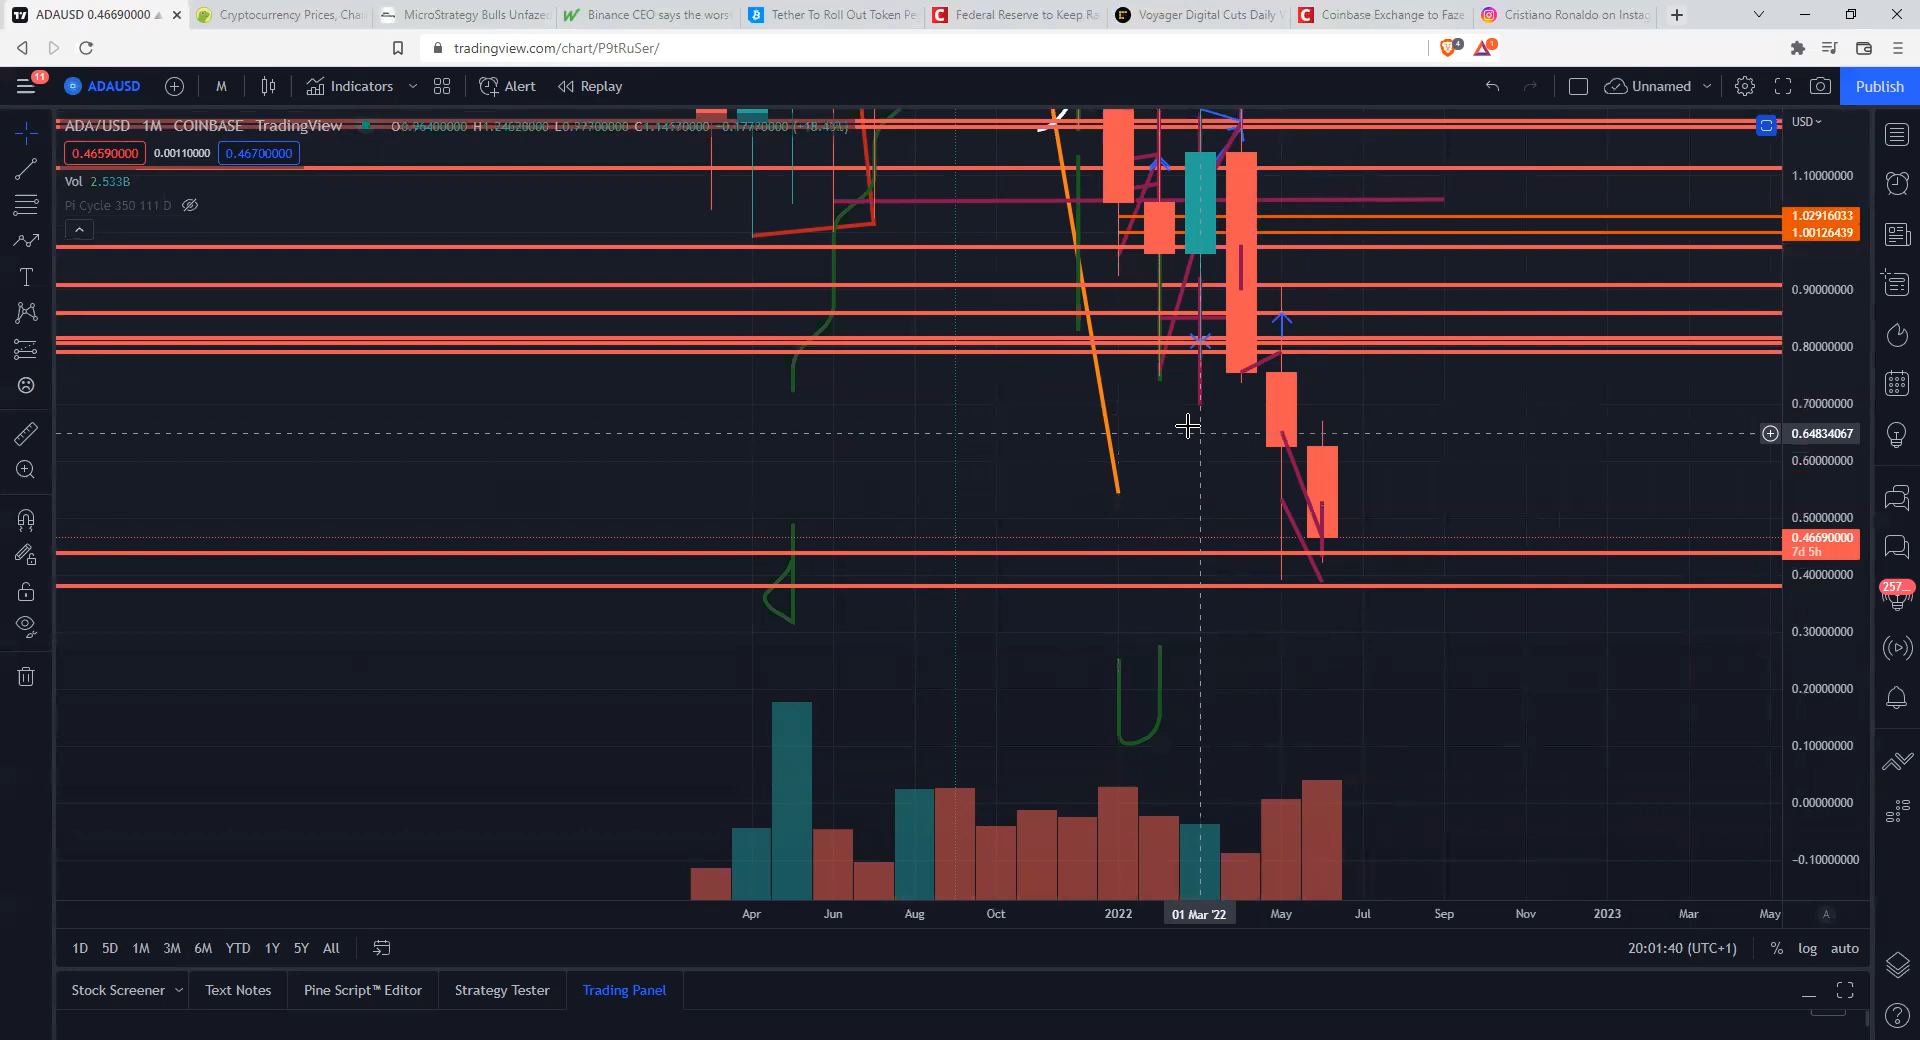 ADAUSD 0.46690000
Cryptocurrency Prices, Cha
MicroStrategy Bulls Unfazed
Binance CEO says the wors
Tether To Roll Out Token Pe
Federal Reserve to Keep Ra
Voyager Digital Cuts Daily W
Coinbase Exchange to Faze
Cristiano Ronaldo on Instag
tradingview.com/chart/P9tRuSer/
4
1
11
ADAUSD
M
Indicators
Alert
Replay
Unnamed
Publish
ADA/USD 1M COINBASE TradingView
USD
0.46590000
0.00110000
0.46700000
Vol 2.533B
Pi Cycle 350 111 D
1.10000000
1.02916033
1.00126439
0.90000000
0.80000000
0.70000000
0.64834067
0.60000000
0.50000000
0.46690000
7d 5h
0.40000000
0.30000000
0.20000000
0.10000000
0.00000000
−0.10000000
257
Apr
Jun
Aug
Oct
2022
01 Mar '22
May
Jul
Sep
Nov
2023
Mar
May
A
1D 5D 1M 3M 6M YTD 1Y 5Y All
20:01:40 (UTC+1)
% log auto
Stock Screener
Text Notes
Pine Script™ Editor
Strategy Tester
Trading Panel